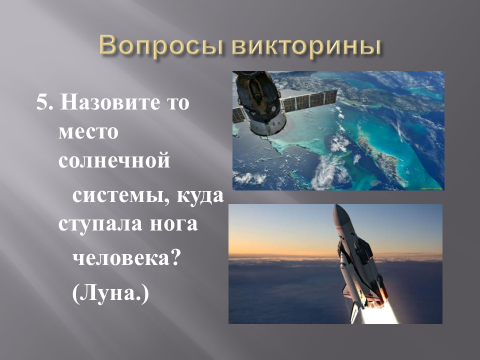 Вопросы викторины
5. Назовите то
место
солнечной
системы, куда
ступала нога
человека?
(Луна.)